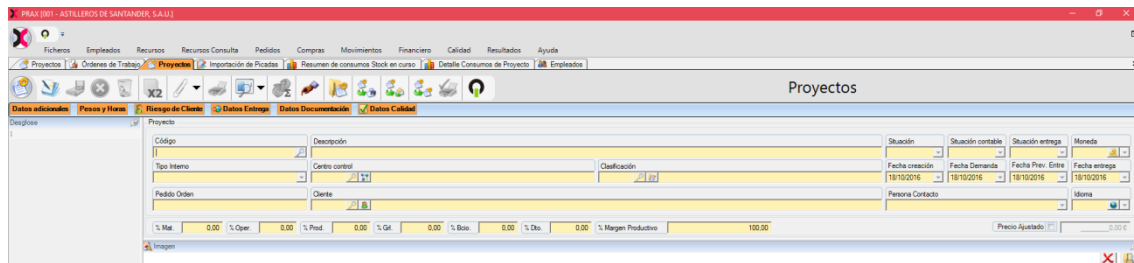 PRAX [001 - ASTILLEROS DE SANTANDER, S.A.U.]
Ficheros Empleados Recursos Recursos Consulta Pedidos Compras Movimientos Financiero Calidad Resultados Ayuda
Proyectos Órdenes de Trabajo Proyectos Importación de Picadas Resumen de consumos Stock en curso Detalle Consumos de Proyecto Empleados
X2 Proyectos
Datos adicionales Pesos y Horas Riesgo de Cliente Datos Entrega Datos Documentación Datos Calidad
Desglose Proyecto
1
Código Descripción Situación Situación contable Situación entrega Moneda
Tipo Interno Centro control Clasificación Fecha creación Fecha Demanda Fecha Prev. Entre Fecha entrega
18/10/2016 18/10/2016 18/10/2016 18/10/2016
Pedido Orden Cliente Persona Contacto Idioma
% Mat. 0,00 % Oper. 0,00 % Prod. 0,00 % Grl. 0,00 % Bcio. 0,00 % Dto. 0,00 % Margen Productivo 100,00 Precio Ajustado 0,00 €
Imagen